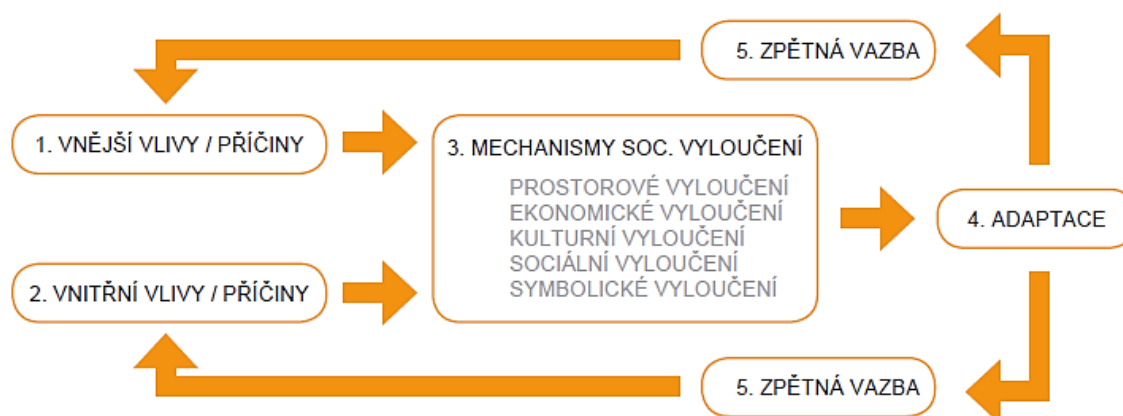 5. ZPĚTNÁ VAZBA
1. VNĚJŠÍ VLIVY / PŘÍČINY
3. MECHANISMY SOC. VYLOUČENÍ
PROSTOROVÉ VYLOUČENÍ
EKONOMICKÉ VYLOUČENÍ
KULTURNÍ VYLOUČENÍ
SOCIÁLNÍ VYLOUČENÍ
SYMBOLICKÉ VYLOUČENÍ
4. ADAPTACE
2. VNITŘNÍ VLIVY / PŘÍČINY
5. ZPĚTNÁ VAZBA